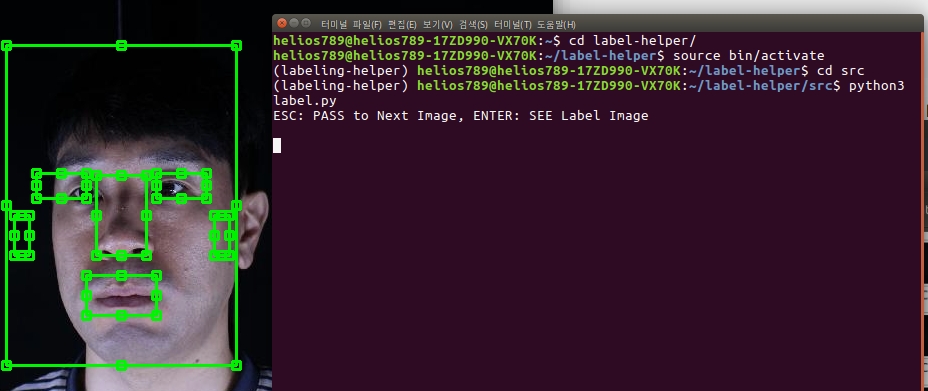 터미널 파일(F) 편집(E) 보기(V) 검색(S) 터미널(T) 도움말(H)
helios789@helios789-17ZD990-VX70K:~$ cd label-helper/
helios789@helios789-17ZD990-VX70K:~/label-helper$ source bin/activate
(labeling-helper) helios789@helios789-17ZD990-VX70K:~/label-helper$ cd src
(labeling-helper) helios789@helios789-17ZD990-VX70K:~/label-helper/src$ python3
label.py
ESC: PASS to Next Image, ENTER: SEE Label Image